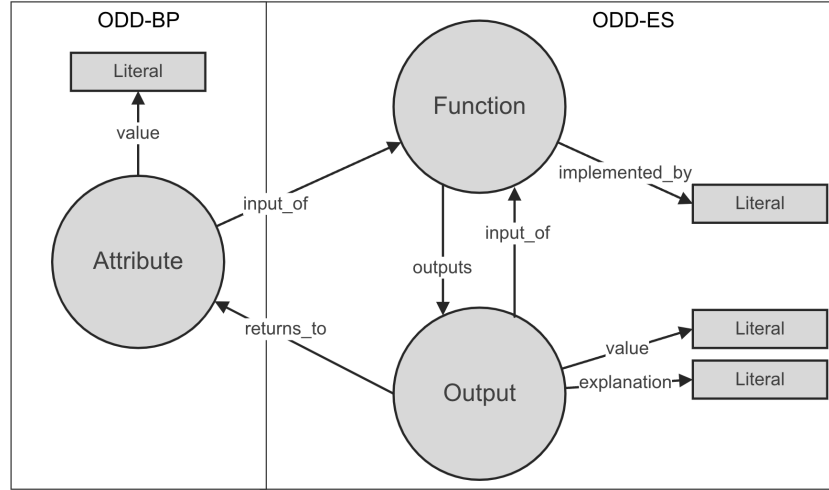 ODD-BP
ODD-ES
Literal
Function
value
implemented_by
input_of
Literal
input_of
Attribute
outputs
returns_to
Literal
value
Literal
explanation
Output